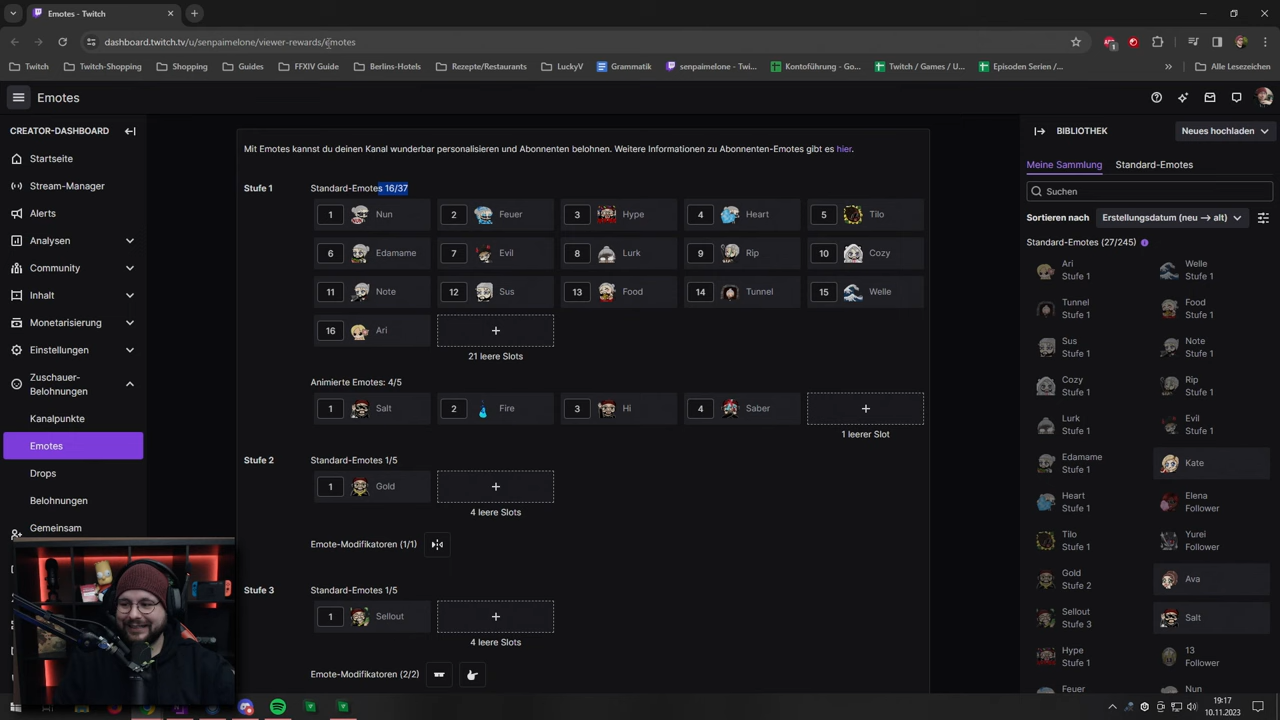 Emotes - Twitch
dashboard.twitch.tv/u/senpaimelone/viewer-rewards/emotes
Twitch
Twitch-Shopping
Shopping
Guides
FFXIV Guide
Berlins-Hotels
Rezepte/Restaurants
LuckyV
Grammatik
senpaimelone - Twi...
Kontoführung - Go...
Twitch / Games / U...
Episoden Serien /...
»
Alle Lesezeichen
Emotes
CREATOR-DASHBOARD
Startseite
Stream-Manager
Alerts
Analysen
Community
Inhalt
Monetarisierung
Einstellungen
Zuschauer-
Belohnungen
Kanalpunkte
Emotes
Drops
Belohnungen
Gemeinsam
Mit Emotes kannst du deinen Kanal wunderbar personalisieren und Abonnenten belohnen. Weitere Informationen zu Abonnenten-Emotes gibt es hier.
Stufe 1
Standard-Emotes 16/37
1 Nun
2 Feuer
3 Hype
4 Heart
5 Tilo
6 Edamame
7 Evil
8 Lurk
9 Rip
10 Cozy
11 Note
12 Sus
13 Food
14 Tunnel
15 Welle
16 Ari
+
21 leere Slots
Animierte Emotes: 4/5
1 Salt
2 Fire
3 Hi
4 Saber
+
1 leerer Slot
Stufe 2
Standard-Emotes 1/5
1 Gold
+
4 leere Slots
Emote-Modifikatoren (1/1)
Stufe 3
Standard-Emotes 1/5
1 Sellout
+
4 leere Slots
Emote-Modifikatoren (2/2)
BIBLIOTHEK
Neues hochladen
Meine Sammlung
Standard-Emotes
Suchen
Sortieren nach
Erstellungsdatum (neu → alt)
Standard-Emotes (27/245)
Ari
Stufe 1
Welle
Stufe 1
Tunnel
Stufe 1
Food
Stufe 1
Sus
Stufe 1
Note
Stufe 1
Cozy
Stufe 1
Rip
Stufe 1
Lurk
Stufe 1
Evil
Stufe 1
Edamame
Stufe 1
Kate
Heart
Stufe 1
Elena
Follower
Tilo
Stufe 1
Yurei
Follower
Gold
Stufe 2
Ava
Sellout
Stufe 3
Salt
Hype
Stufe 1
13
Follower
Feuer
Nun
19:17
10.11.2023